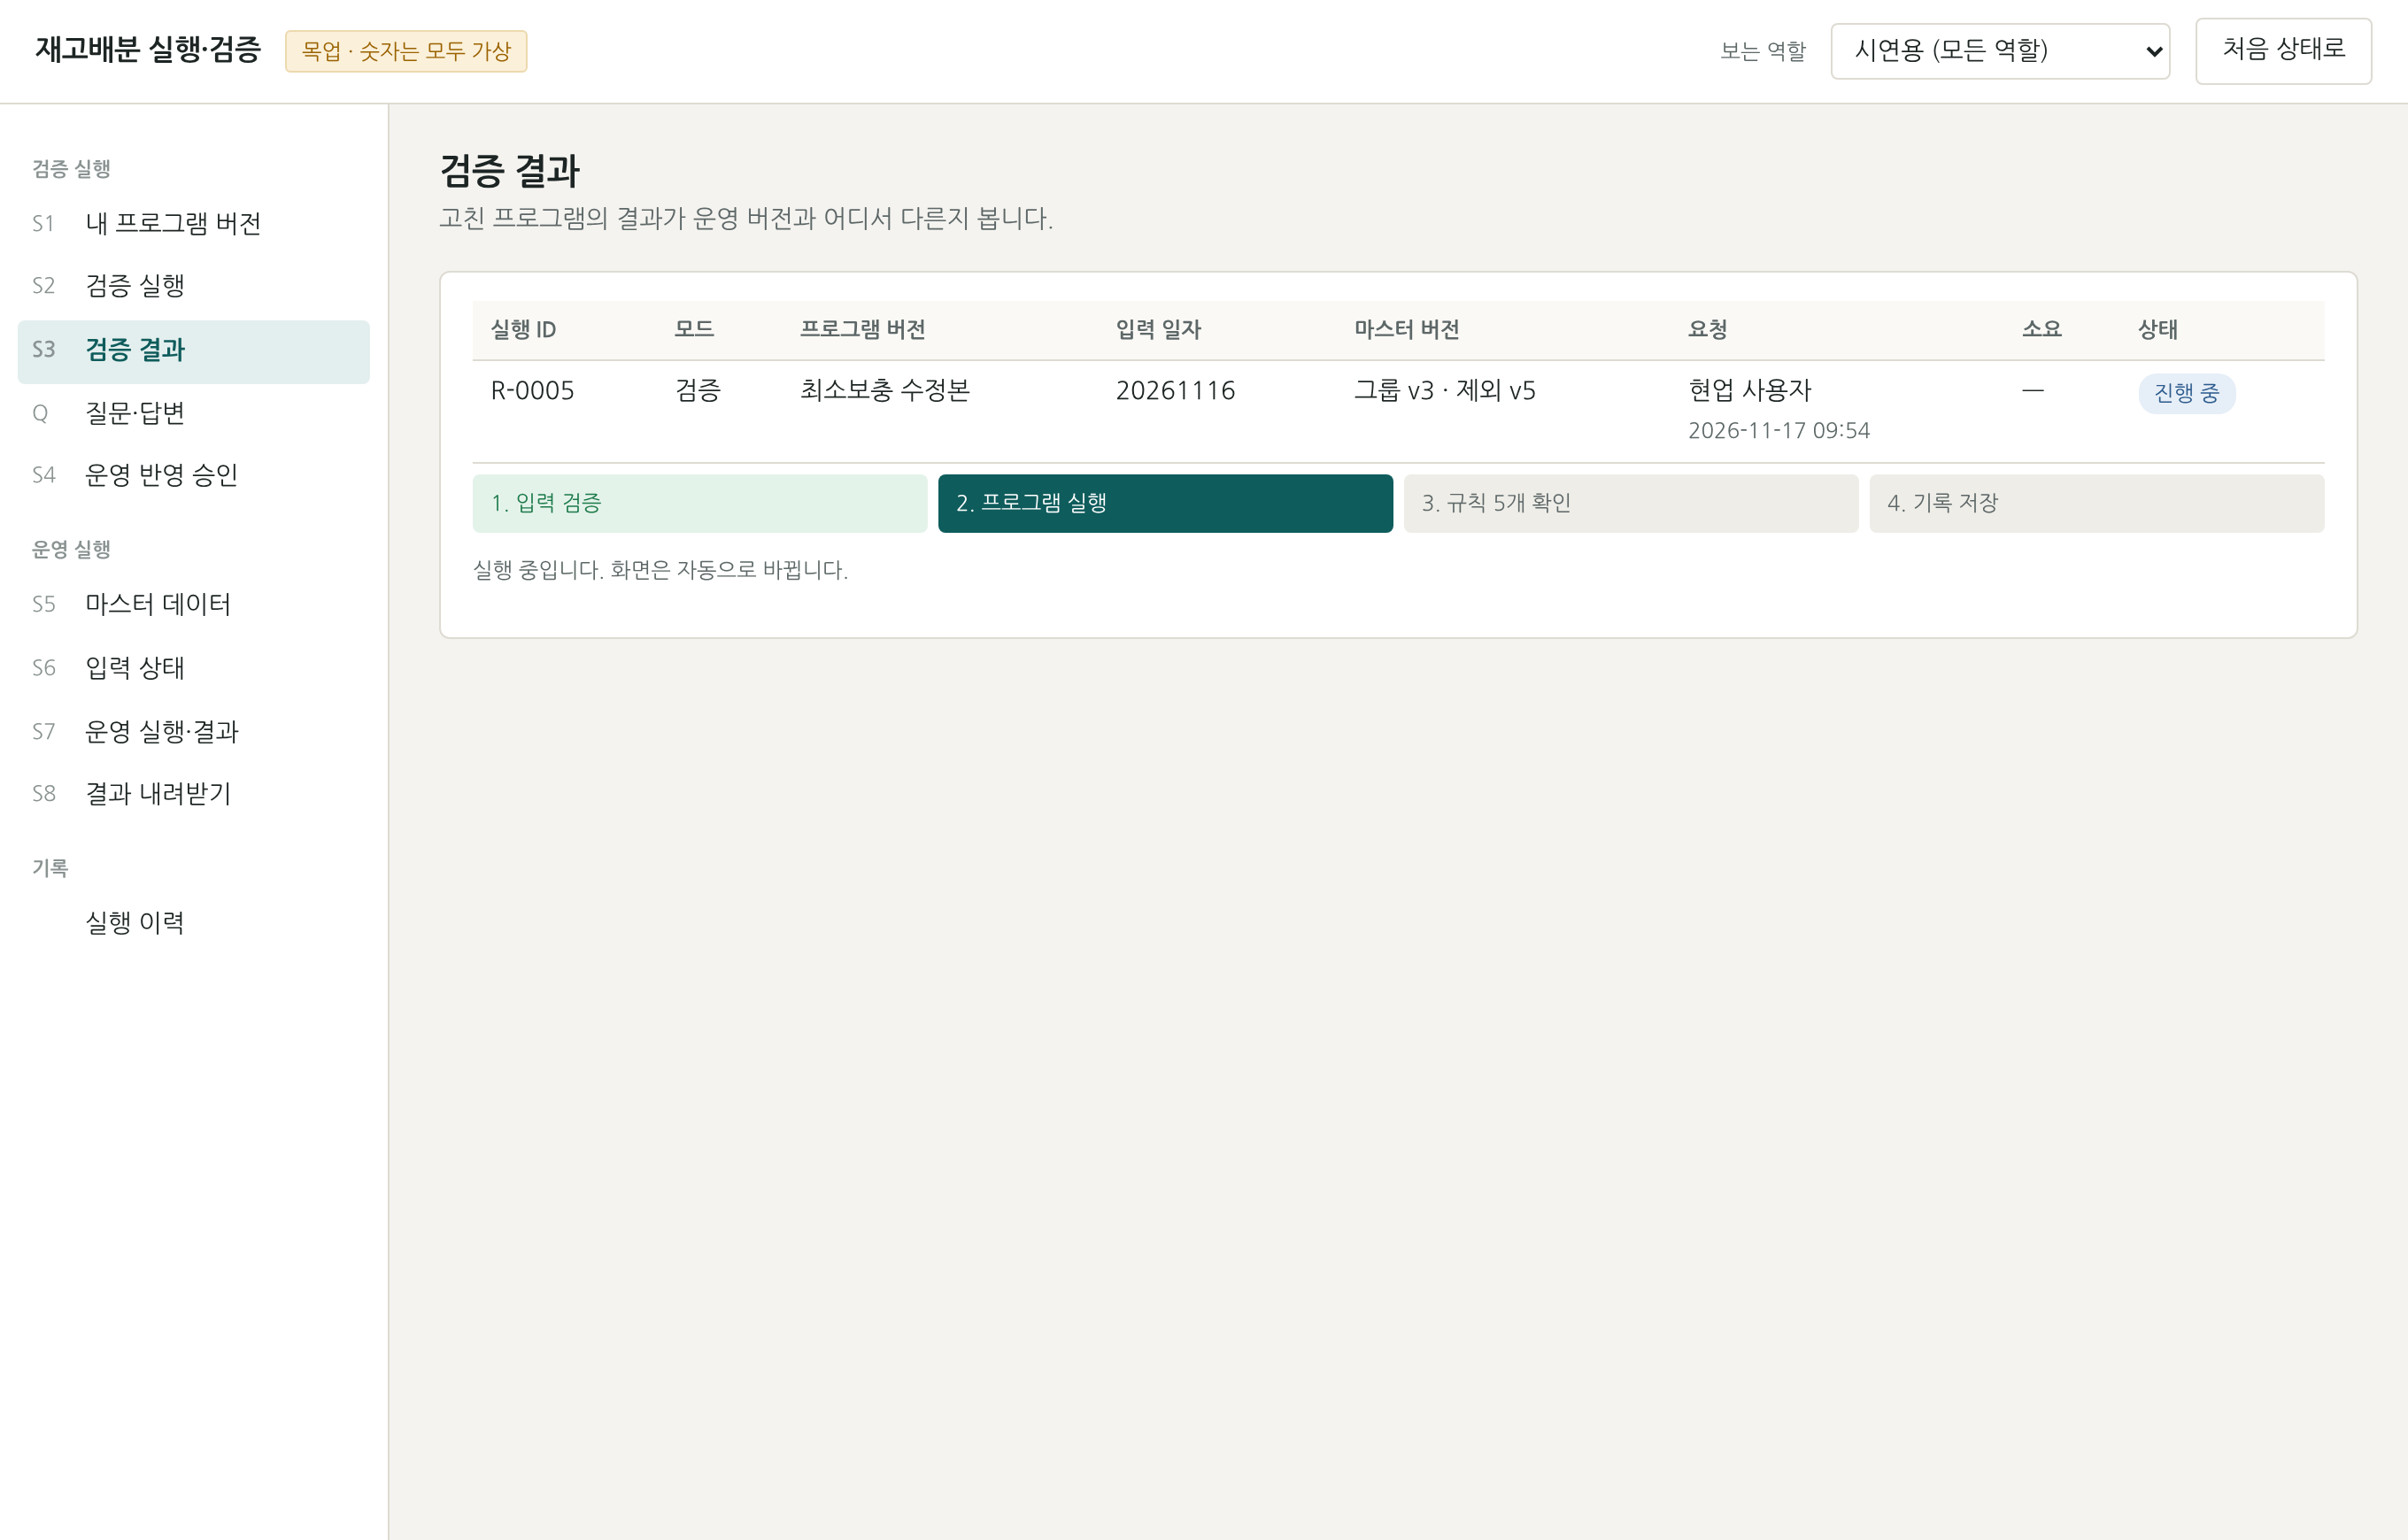 재고배분 실행·검증
목업 · 숫자는 모두 가상
보는 역할
시연용 (모든 역할)
처음 상태로
검증 실행
S1 내 프로그램 버전
S2 검증 실행
S3 검증 결과
Q 질문·답변
S4 운영 반영 승인
운영 실행
S5 마스터 데이터
S6 입력 상태
S7 운영 실행·결과
S8 결과 내려받기
기록
실행 이력
검증 결과
고친 프로그램의 결과가 운영 버전과 어디서 다른지 봅니다.
실행 ID 모드 프로그램 버전 입력 일자 마스터 버전 요청 소요 상태
R-0005 검증 최소보충 수정본 20261116 그룹 v3 · 제외 v5 현업 사용자 — 진행 중
2026-11-17 09:54
1. 입력 검증 2. 프로그램 실행 3. 규칙 5개 확인 4. 기록 저장
실행 중입니다. 화면은 자동으로 바뀝니다.